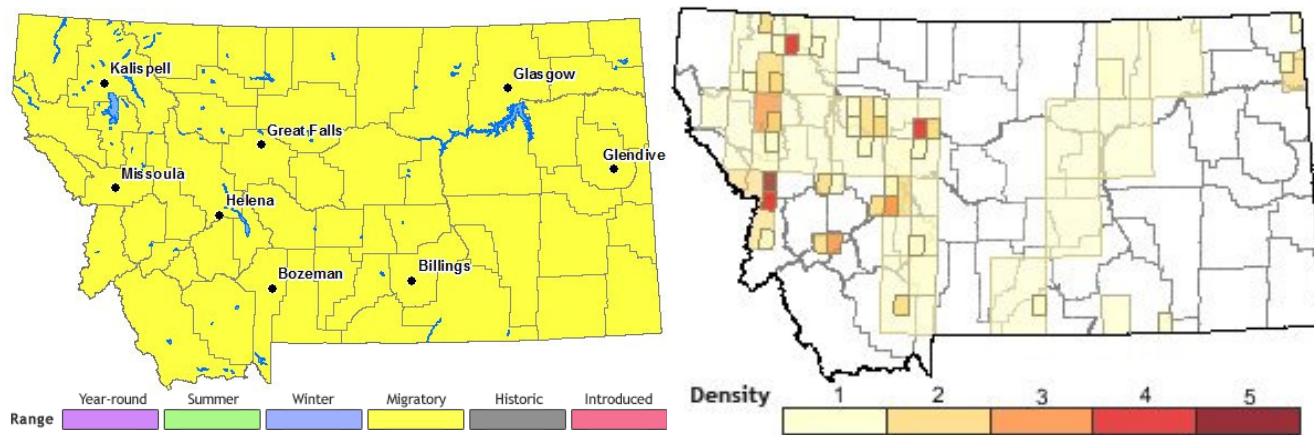 Kalispell
Glasgow
Great Falls
Glendive
Missoula
Helena
Bozeman
Billings
Range
Year-round
Summer
Winter
Migratory
Historic
Introduced
Density
1
2
3
4
5